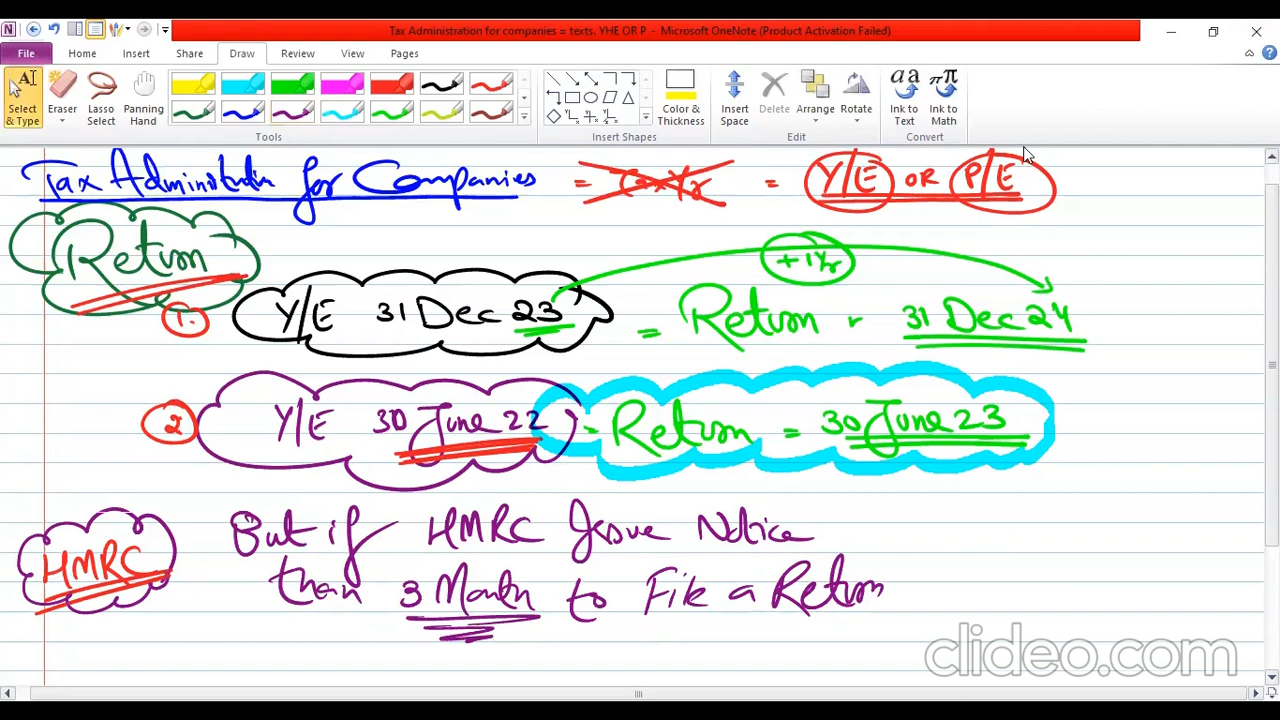 Tax Administration for companies = texts. YHE OR P - Microsoft OneNote (Product Activation Failed)
File Home Insert Draw Review View Pages
Select & Type
Eraser
Lasso Select
Panning Hand
Color & Thickness
Insert Space
Delete
Arrange
Rotate
Ink to Text
Ink to Math
Tools
Insert Shapes
Edit
Convert
Tax Administration for Companies = Tax Yr = Y/E OR P/E
Return
+1Yr
1. Y/E 31 Dec 23 = Return - 31 Dec 24
2 Y/E 30 June 22 = Return = 30 June 23
HMRC
But if HMRC Issue Notice
than 3 Month to File a Return
clideo.com